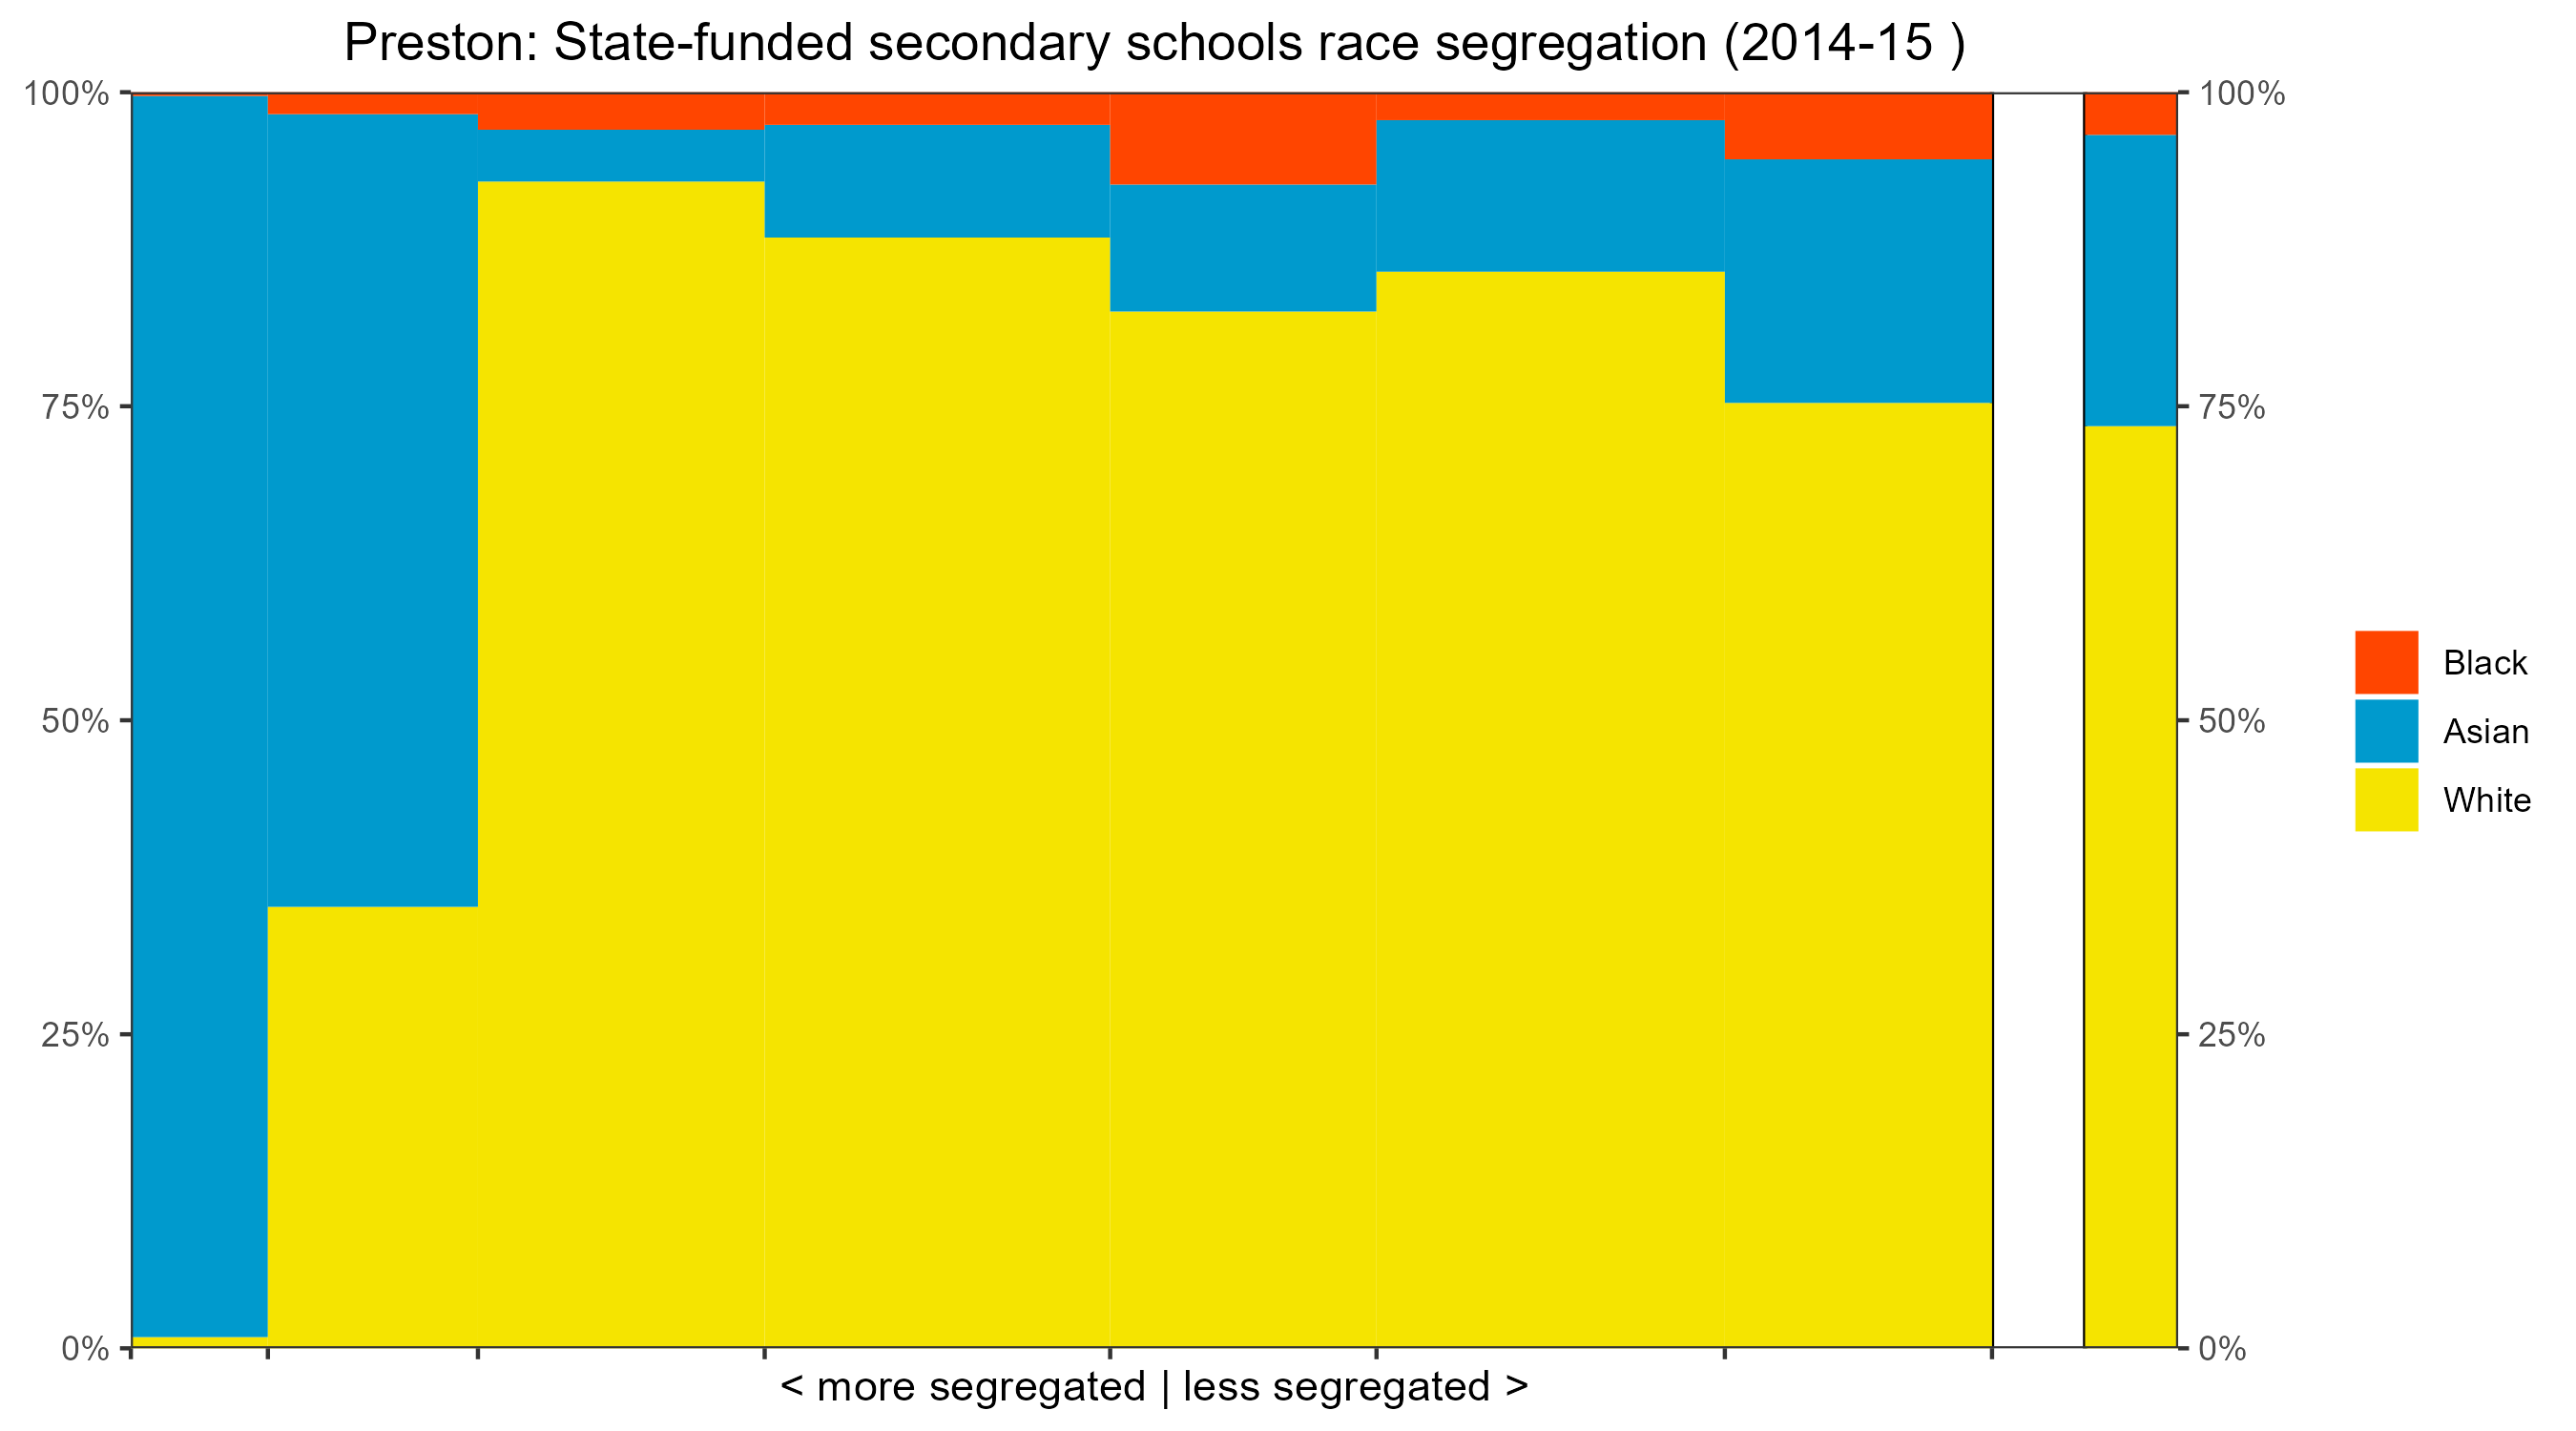 Preston: State-funded secondary schools race segregation (2014-15 )
100%
75%
50%
25%
0%
100%
75%
50%
25%
0%
Black
Asian
White
< more segregated | less segregated >